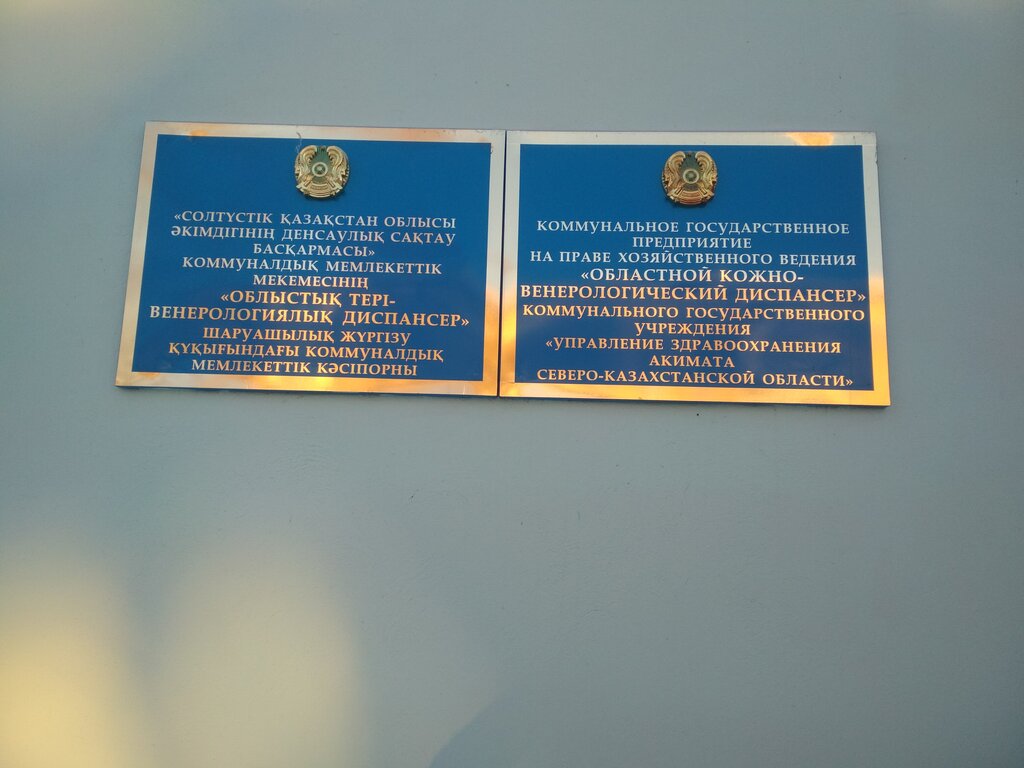 «СОЛТҮСТІК ҚАЗАҚСТАН ОБЛЫСЫ
ӘКІМДІГІНІҢ ДЕНСАУЛЫҚ САҚТАУ
БАСҚАРМАСЫ»
КОММУНАЛДЫҚ МЕМЛЕКЕТТІК
МЕКЕМЕСІНІҢ
«ОБЛЫСТЫҚ ТЕРІ-
ВЕНЕРОЛОГИЯЛЫҚ ДИСПАНСЕР»
ШАРУАШЫЛЫҚ ЖҮРГІЗУ
ҚҰҚЫҒЫНДАҒЫ КОММУНАЛДЫҚ
МЕМЛЕКЕТТІК КӘСІПОРНЫ
КОММУНАЛЬНОЕ ГОСУДАРСТВЕННОЕ
ПРЕДПРИЯТИЕ
НА ПРАВЕ ХОЗЯЙСТВЕННОГО ВЕДЕНИЯ
«ОБЛАСТНОЙ КОЖНО-
ВЕНЕРОЛОГИЧЕСКИЙ ДИСПАНСЕР»
КОММУНАЛЬНОГО ГОСУДАРСТВЕННОГО
УЧРЕЖДЕНИЯ
«УПРАВЛЕНИЕ ЗДРАВООХРАНЕНИЯ
АКИМАТА
СЕВЕРО-КАЗАХСТАНСКОЙ ОБЛАСТИ»